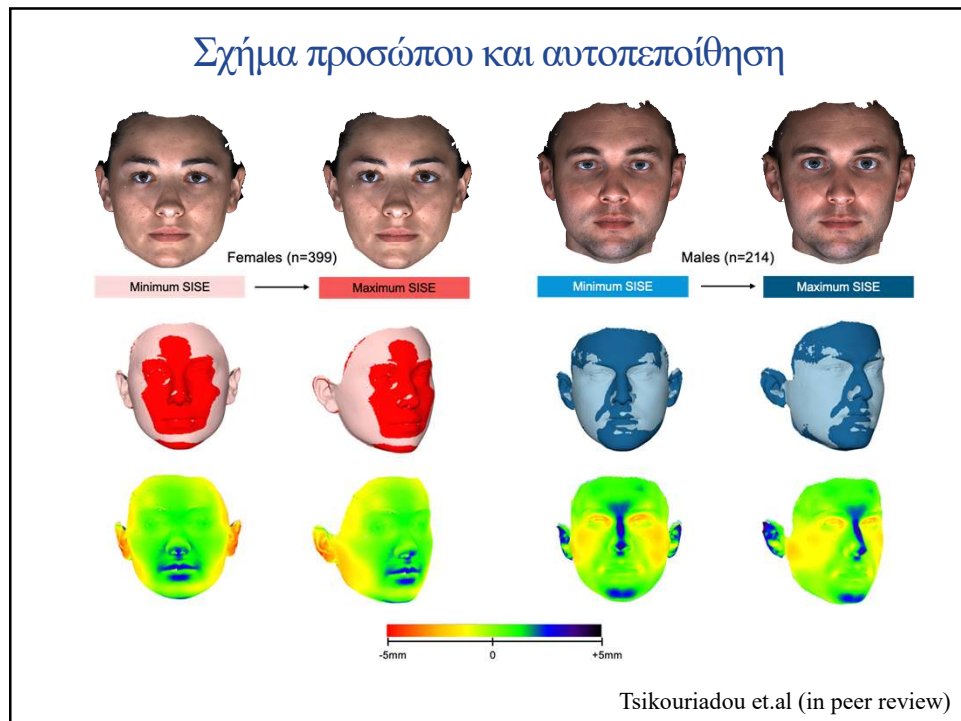 Σχήμα προσώπου και αυτοπεποίθηση
Females (n=399)
Minimum SISE
Maximum SISE
Males (n=214)
Minimum SISE
Maximum SISE
-5mm 0 +5mm
Tsikouriadou et.al (in peer review)